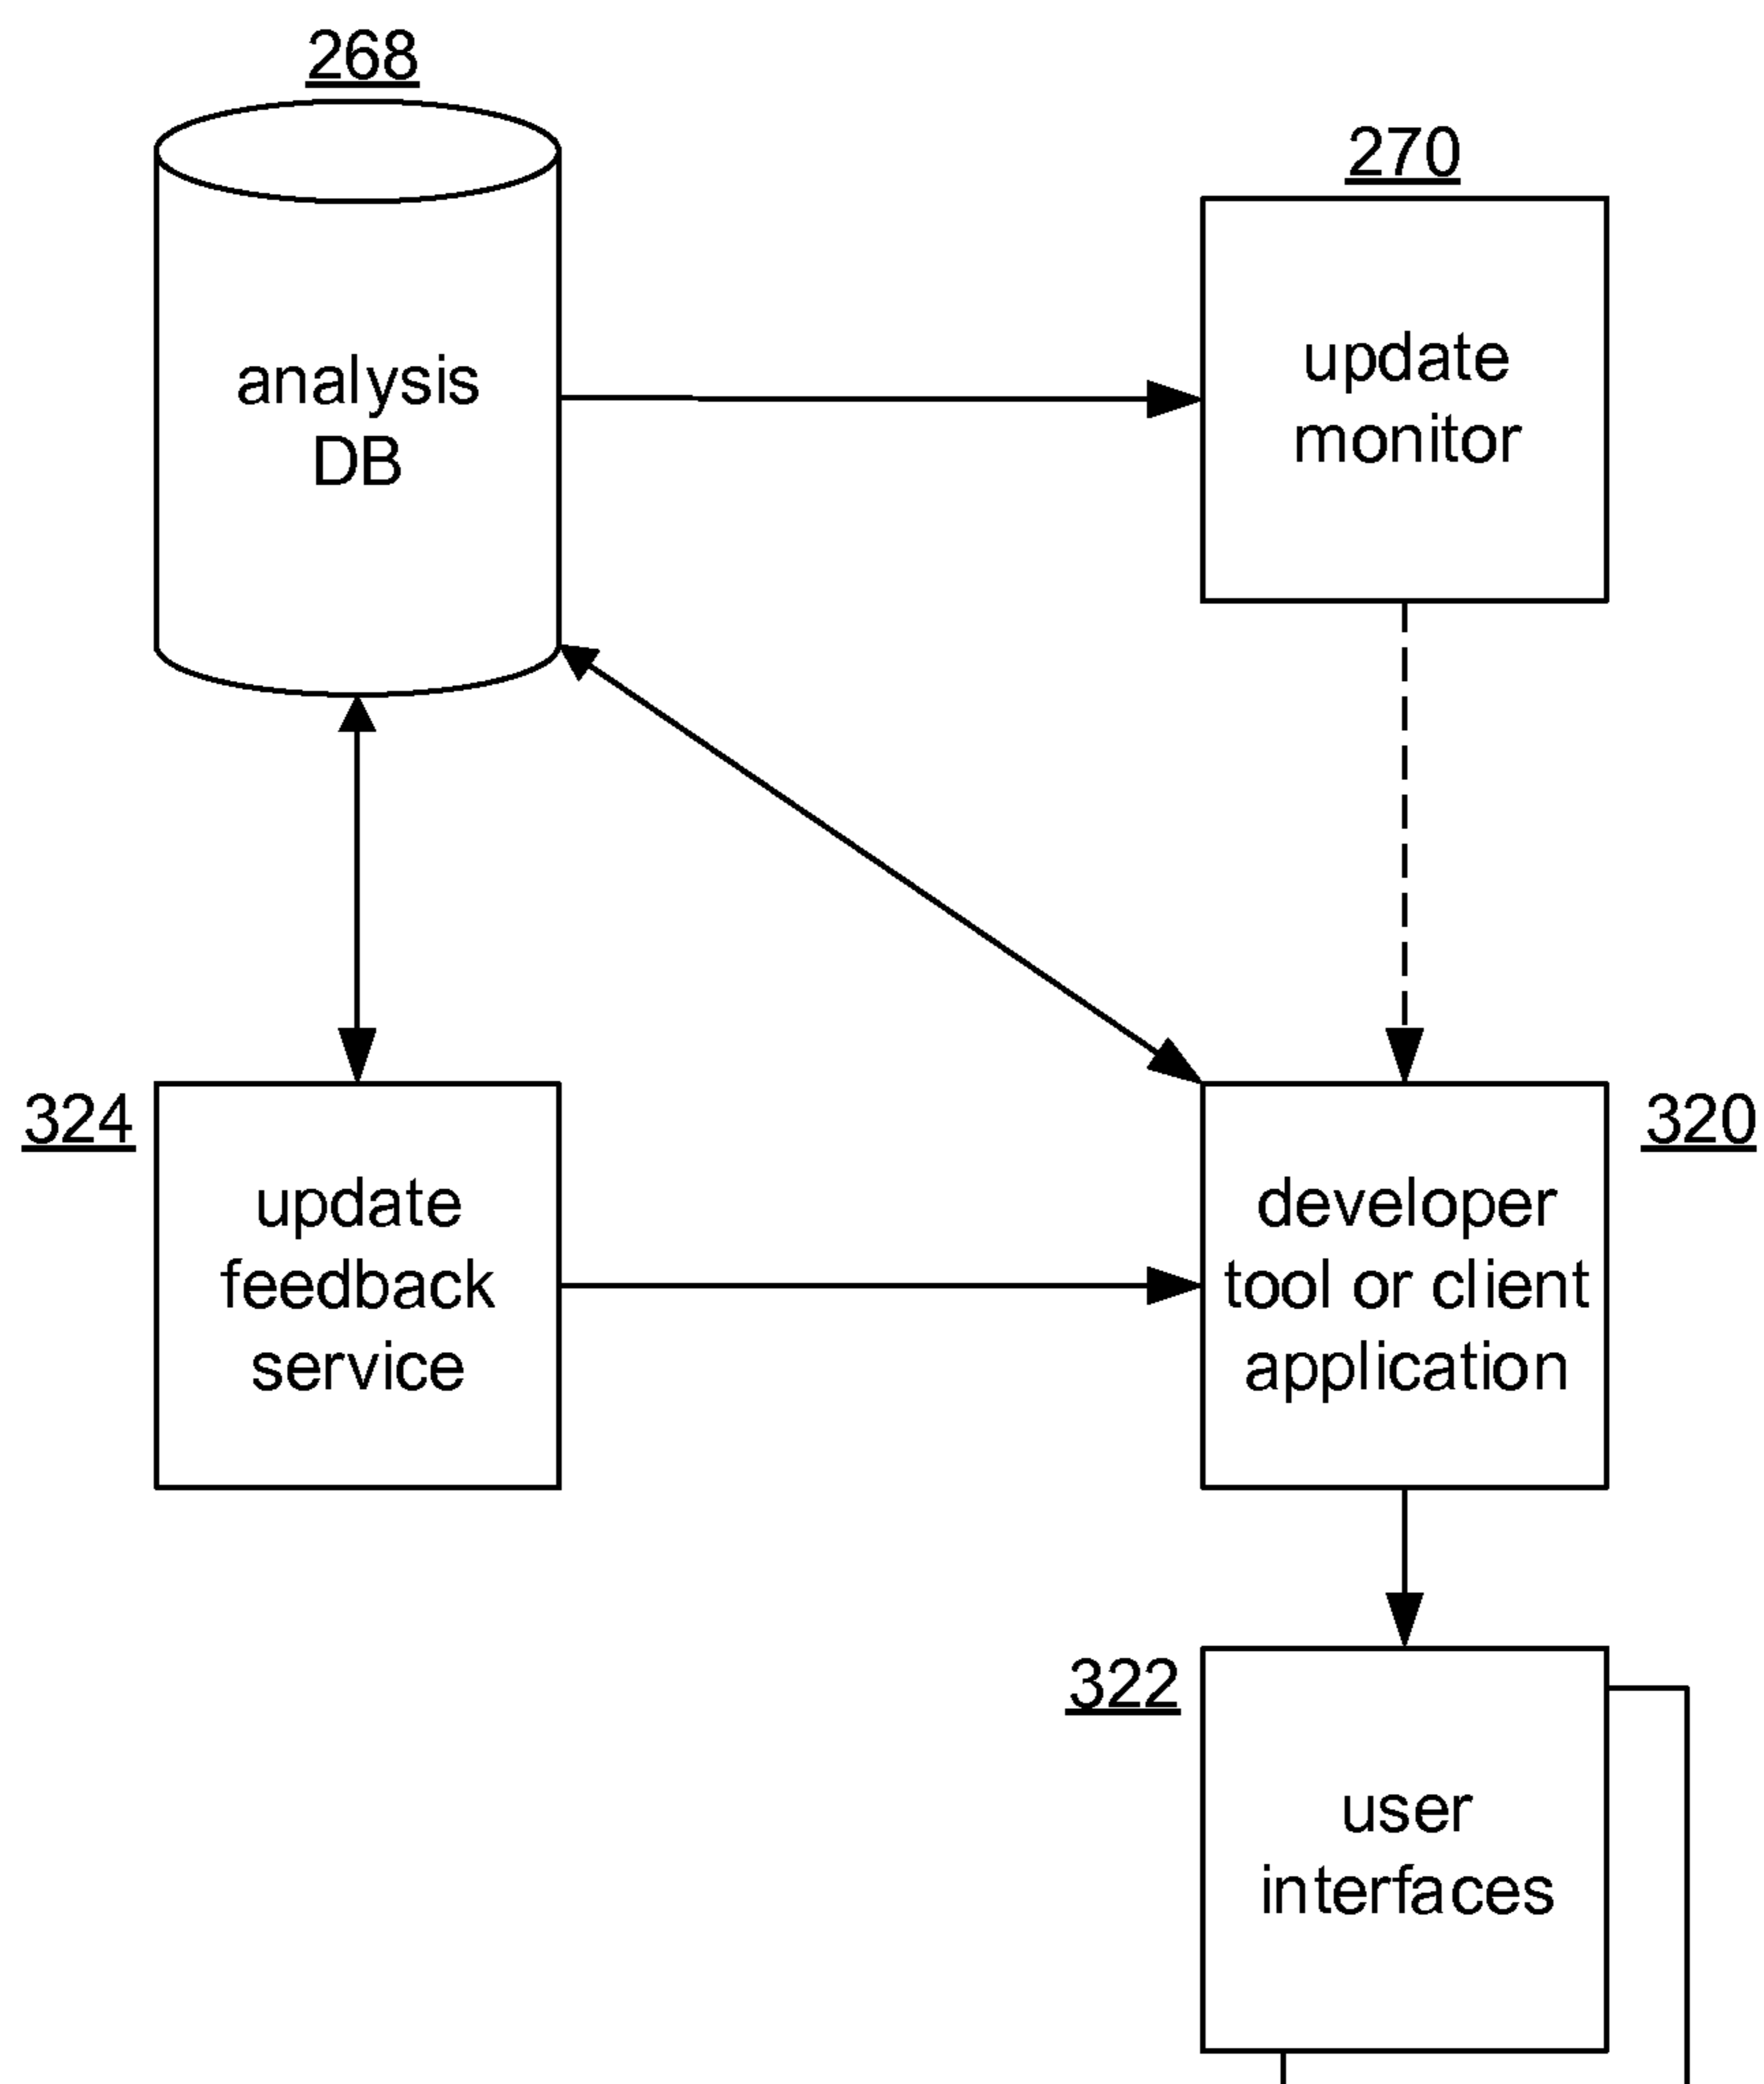 268
270
analysis
DB
update
monitor
324
320
update
feedback
service
developer
tool or client
application
322
user
interfaces